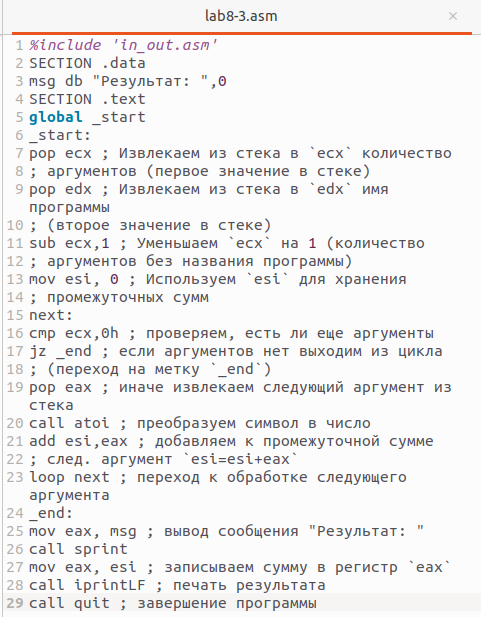 lab8-3.asm ×
1 %include 'in_out.asm'
2 SECTION .data
3 msg db "Результат: ",0
4 SECTION .text
5 global _start
6 _start:
7 pop ecx ; Извлекаем из стека в `ecx` количество
8 ; аргументов (первое значение в стеке)
9 pop edx ; Извлекаем из стека в `edx` имя
программы
10 ; (второе значение в стеке)
11 sub ecx,1 ; Уменьшаем `ecx` на 1 (количество
12 ; аргументов без названия программы)
13 mov esi, 0 ; Используем `esi` для хранения
14 ; промежуточных сумм
15 next:
16 cmp ecx,0h ; проверяем, есть ли еще аргументы
17 jz _end ; если аргументов нет выходим из цикла
18 ; (переход на метку `_end`)
19 pop eax ; иначе извлекаем следующий аргумент из
стека
20 call atoi ; преобразуем символ в число
21 add esi,eax ; добавляем к промежуточной сумме
22 ; след. аргумент `esi=esi+eax`
23 loop next ; переход к обработке следующего
аргумента
24 _end:
25 mov eax, msg ; вывод сообщения "Результат: "
26 call sprint
27 mov eax, esi ; записываем сумму в регистр `eax`
28 call iprintLF ; печать результата
29 call quit ; завершение программы